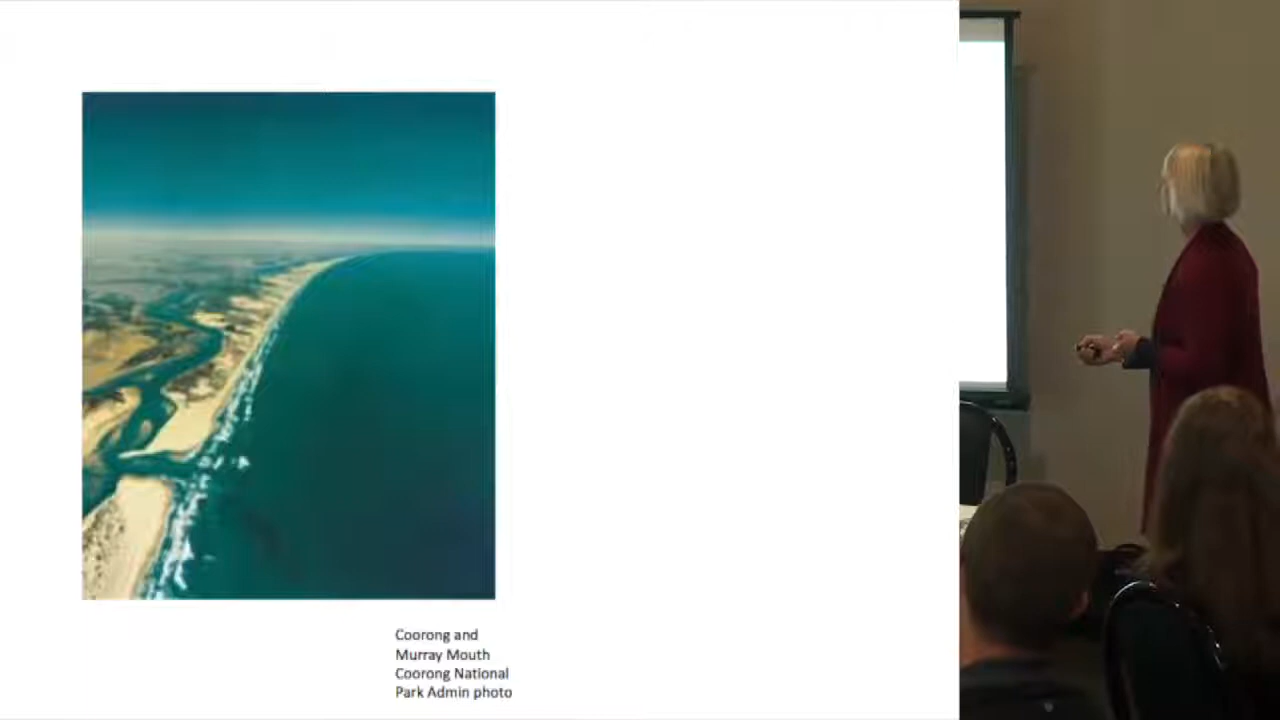 Coorong and
Murray Mouth
Coorong National
Park Admin photo